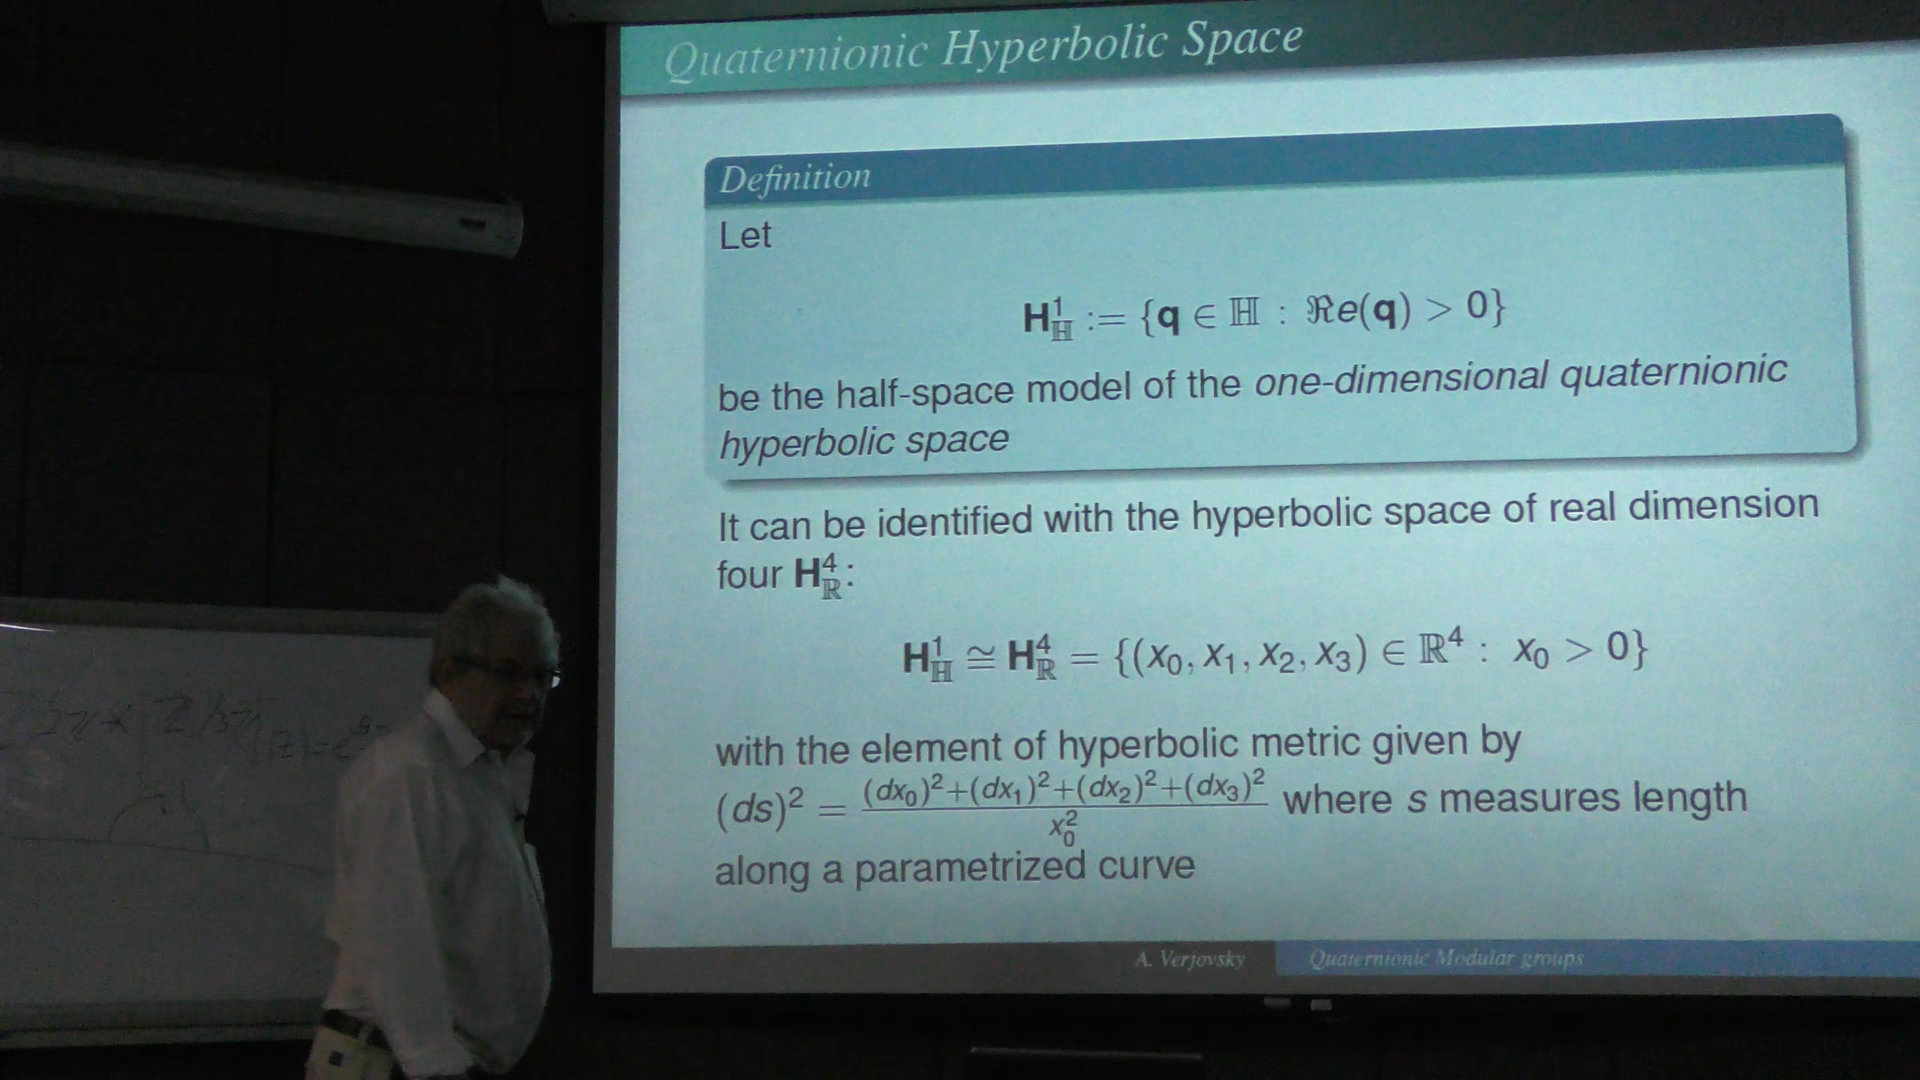 Quaternionic Hyperbolic Space
Definition
Let
𝐇¹_ℍ := {𝐪 ∈ ℍ : ℜe(𝐪) > 0}
be the half-space model of the one-dimensional quaternionic
hyperbolic space
It can be identified with the hyperbolic space of real dimension
four 𝐇⁴_ℝ:
𝐇¹_ℍ ≅ 𝐇⁴_ℝ = {(x₀, x₁, x₂, x₃) ∈ ℝ⁴ : x₀ > 0}
with the element of hyperbolic metric given by
(ds)² = ((dx₀)²+(dx₁)²+(dx₂)²+(dx₃)²)/x₀² where s measures length
along a parametrized curve
A. Verjovsky Quaternionic Modular groups